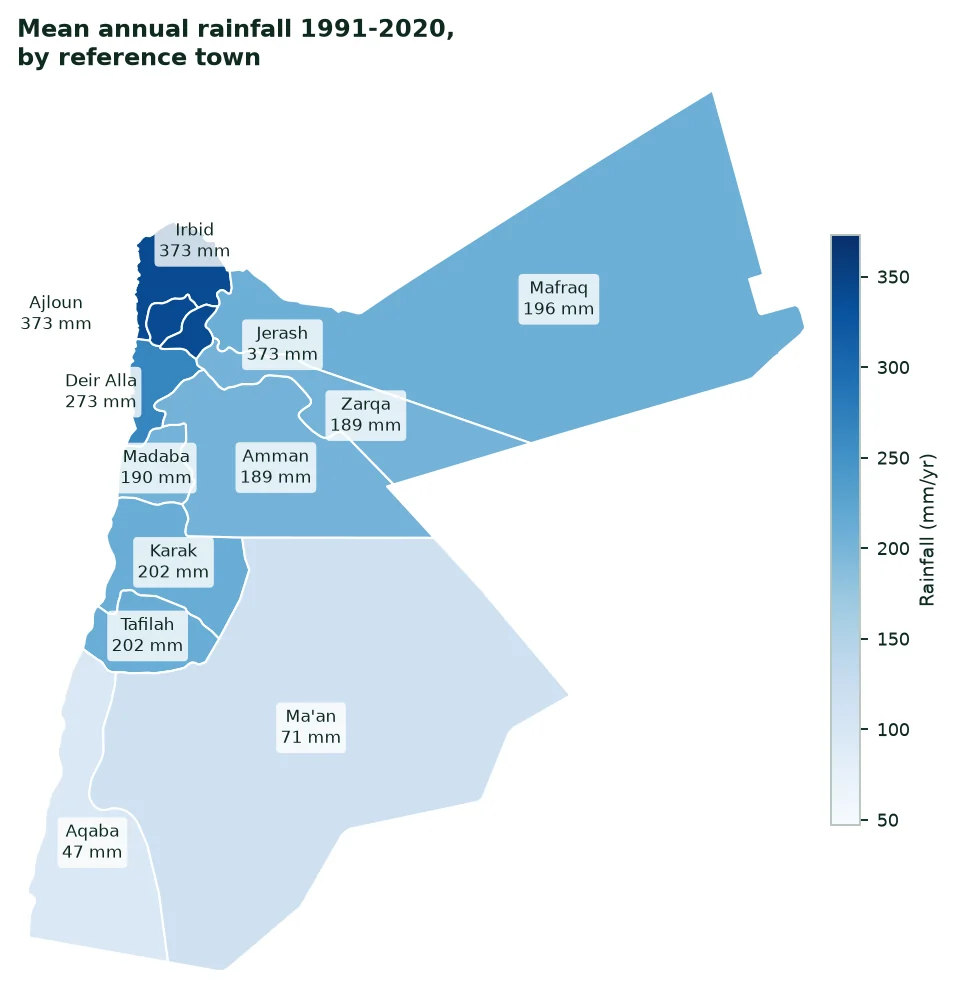 Mean annual rainfall 1991-2020,
by reference town
Irbid
373 mm
Mafraq
196 mm
Ajloun
373 mm
Jerash
373 mm
Deir Alla
273 mm
Zarqa
189 mm
Madaba
190 mm
Amman
189 mm
Karak
202 mm
Tafilah
202 mm
Ma'an
71 mm
Aqaba
47 mm
350
300
250
200
150
100
50
Rainfall (mm/yr)